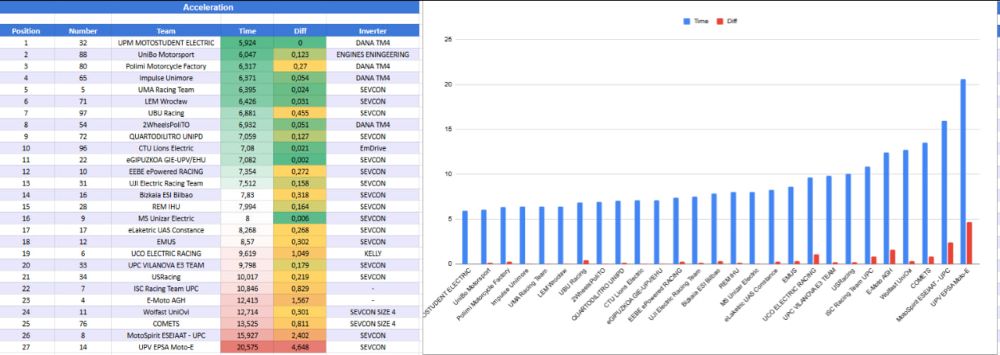 Acceleration
Position Number Team Time Diff Inverter
1 32 UPM MOTOSTUDENT ELECTRIC 5,924 0 DANA TM4
2 88 UniBo Motorsport 6,047 0,123 ENGINES ENINGEERING
3 80 Polimi Motorcycle Factory 6,317 0,27 DANA TM4
4 65 Impulse Unimore 6,371 0,054 DANA TM4
5 5 UMA Racing Team 6,395 0,024 SEVCON
6 71 LEM Wrocław 6,426 0,031 SEVCON
7 97 UBU Racing 6,881 0,455 SEVCON
8 54 2WheelsPoliTO 6,932 0,051 DANA TM4
9 72 QUARTODILITRO UNIPD 7,059 0,127 SEVCON
10 96 CTU Lions Electric 7,08 0,021 EmDrive
11 22 eGIPUZKOA GIE-UPV/EHU 7,082 0,002 SEVCON
12 10 EEBE ePowered RACING 7,354 0,272 SEVCON
13 31 UJI Electric Racing Team 7,512 0,158 SEVCON
14 16 Bizkaia ESI Bilbao 7,83 0,318 SEVCON
15 28 REM IHU 7,994 0,164 SEVCON
16 9 MS Unizar Electric 8 0,006 SEVCON
17 17 eLaketric UAS Constance 8,268 0,268 SEVCON
18 12 EMUS 8,57 0,302 SEVCON
19 6 UCO ELECTRIC RACING 9,619 1,049 KELLY
20 33 UPC VILANOVA E3 TEAM 9,798 0,179 SEVCON
21 34 USRacing 10,017 0,219 SEVCON
22 7 ISC Racing Team UPC 10,846 0,829 -
23 4 E-Moto AGH 12,413 1,567 -
24 11 Wolfast UniOvi 12,714 0,301 SEVCON SIZE 4
25 76 COMETS 13,525 0,811 SEVCON SIZE 4
26 8 MotoSpirit ESEIAAT - UPC 15,927 2,402 SEVCON
27 14 UPV EPSA Moto-E 20,575 4,648 SEVCON
Time Diff
25
20
15
10
5
0
OSTUDENT ELECTRIC
UniBo Motorsport
Polimi Motorcycle Factory
Impulse Unimore
UMA Racing Team
LEM Wrocław
UBU Racing
2WheelsPoliTO
QUARTODILITRO UNIPD
CTU Lions Electric
eGIPUZKOA GIE-UPV/EHU
EEBE ePowered RACING
UJI Electric Racing Team
Bizkaia ESI Bilbao
REM IHU
MS Unizar Electric
eLaketric UAS Constance
EMUS
UCO ELECTRIC RACING
UPC VILANOVA E3 TEAM
USRacing
ISC Racing Team UPC
E-Moto AGH
Wolfast UniOvi
COMETS
MotoSpirit ESEIAAT - UPC
UPV EPSA Moto-E